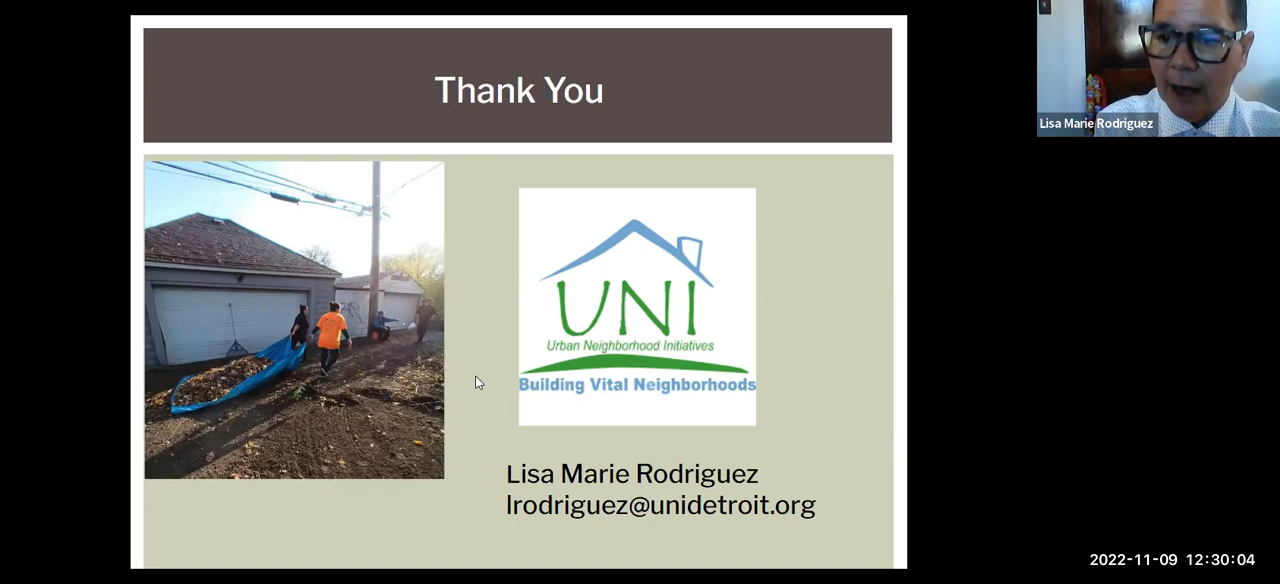 Thank You
Lisa Marie Rodriguez
UNI
Urban Neighborhood Initiatives
Building Vital Neighborhoods
Lisa Marie Rodriguez
lrodriguez@unidetroit.org
2022-11-09 12:30:04